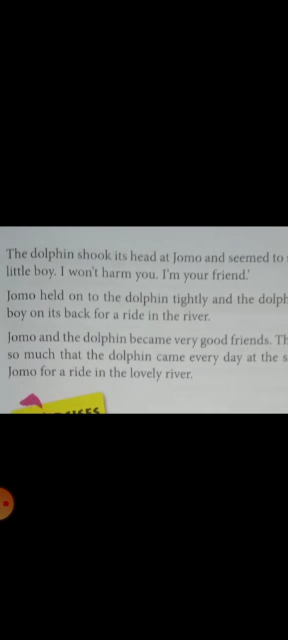 The dolphin shook its head at Jomo and seemed to
little boy. I won't harm you. I'm your friend.'
Jomo held on to the dolphin tightly and the
boy on its back for a ride in the river.
Jomo and the dolphin became very good friends.
so much that the dolphin came every day at the
Jomo for a ride in the lovely river.